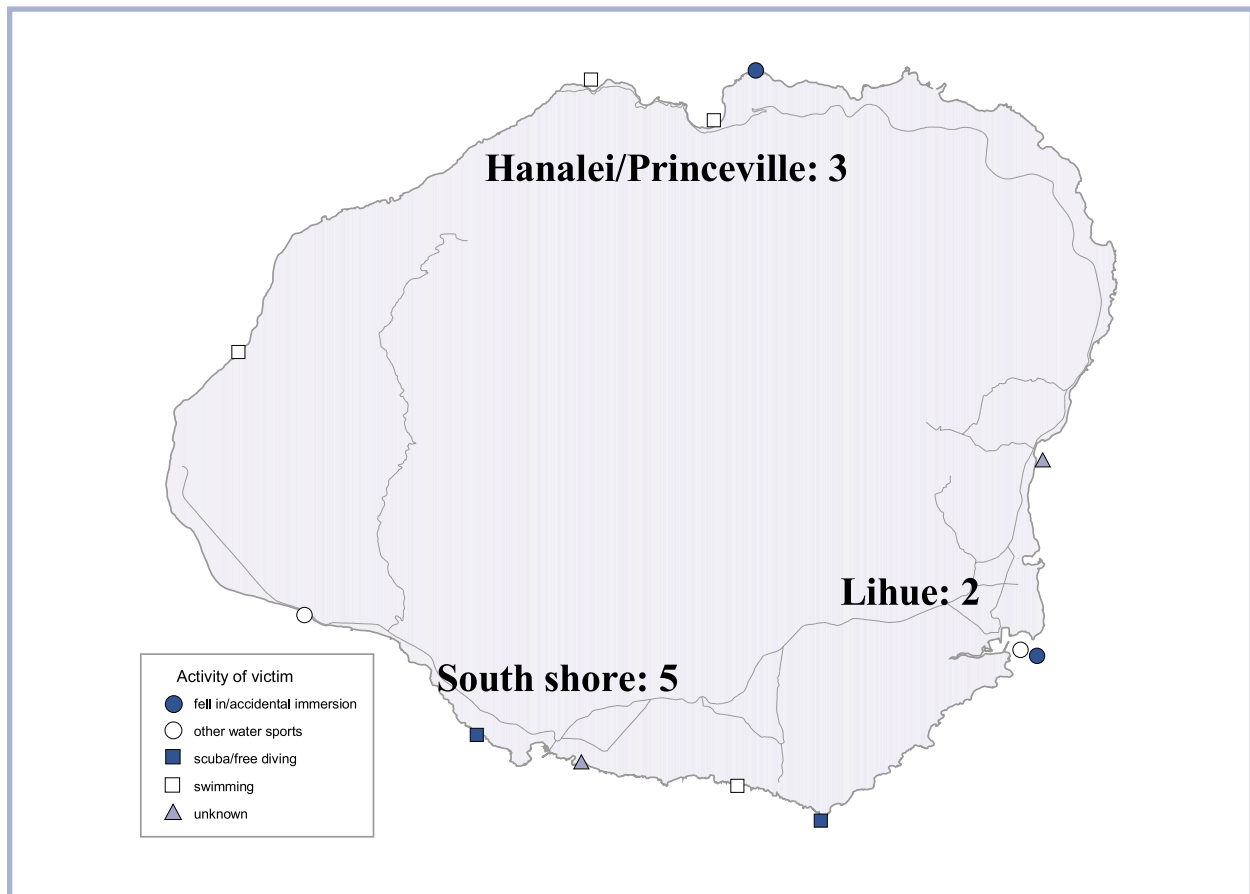 Hanalei/Princeville: 3
Lihue: 2
South shore: 5
Activity of victim
fell in/accidental immersion
other water sports
scuba/free diving
swimming
unknown